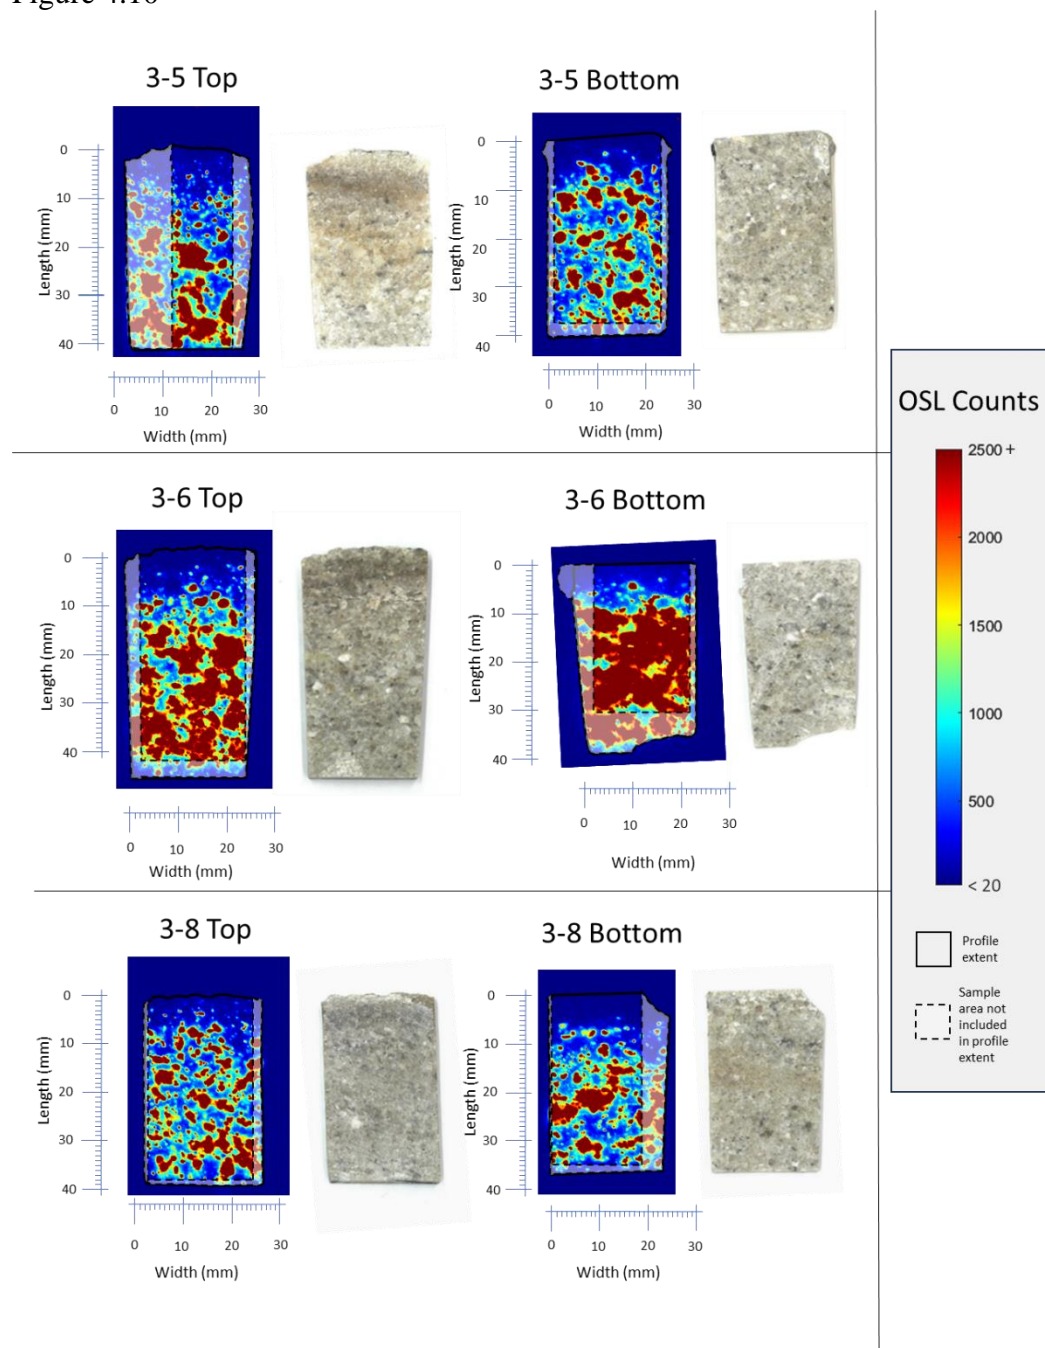 Figure 4.16
3-5 Top
3-5 Bottom
0
10
20
30
40
Length (mm)
0
10
20
30
Width (mm)
0
10
20
30
40
Length (mm)
0
10
20
30
Width (mm)
3-6 Top
3-6 Bottom
0
10
20
30
40
Length (mm)
0
10
20
30
Width (mm)
0
10
20
30
40
Length (mm)
0
10
20
30
Width (mm)
3-8 Top
3-8 Bottom
0
10
20
30
40
Length (mm)
0
10
20
30
Width (mm)
0
10
20
30
40
Length (mm)
0
10
20
30
Width (mm)
OSL Counts
2500 +
2000
1500
1000
500
< 20
Profile
extent
Sample
area not
included
in profile
extent